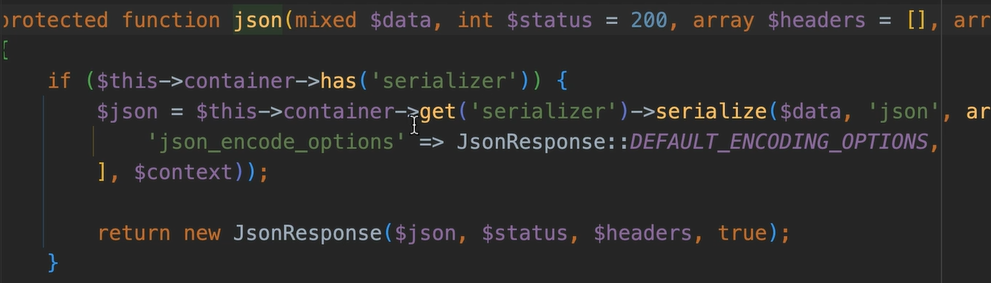 protected function json(mixed $data, int $status = 200, array $headers = [], arr
{
if ($this->container->has('serializer')) {
$json = $this->container->get('serializer')->serialize($data, 'json', ar
'json_encode_options' => JsonResponse::DEFAULT_ENCODING_OPTIONS,
], $context));
return new JsonResponse($json, $status, $headers, true);
}